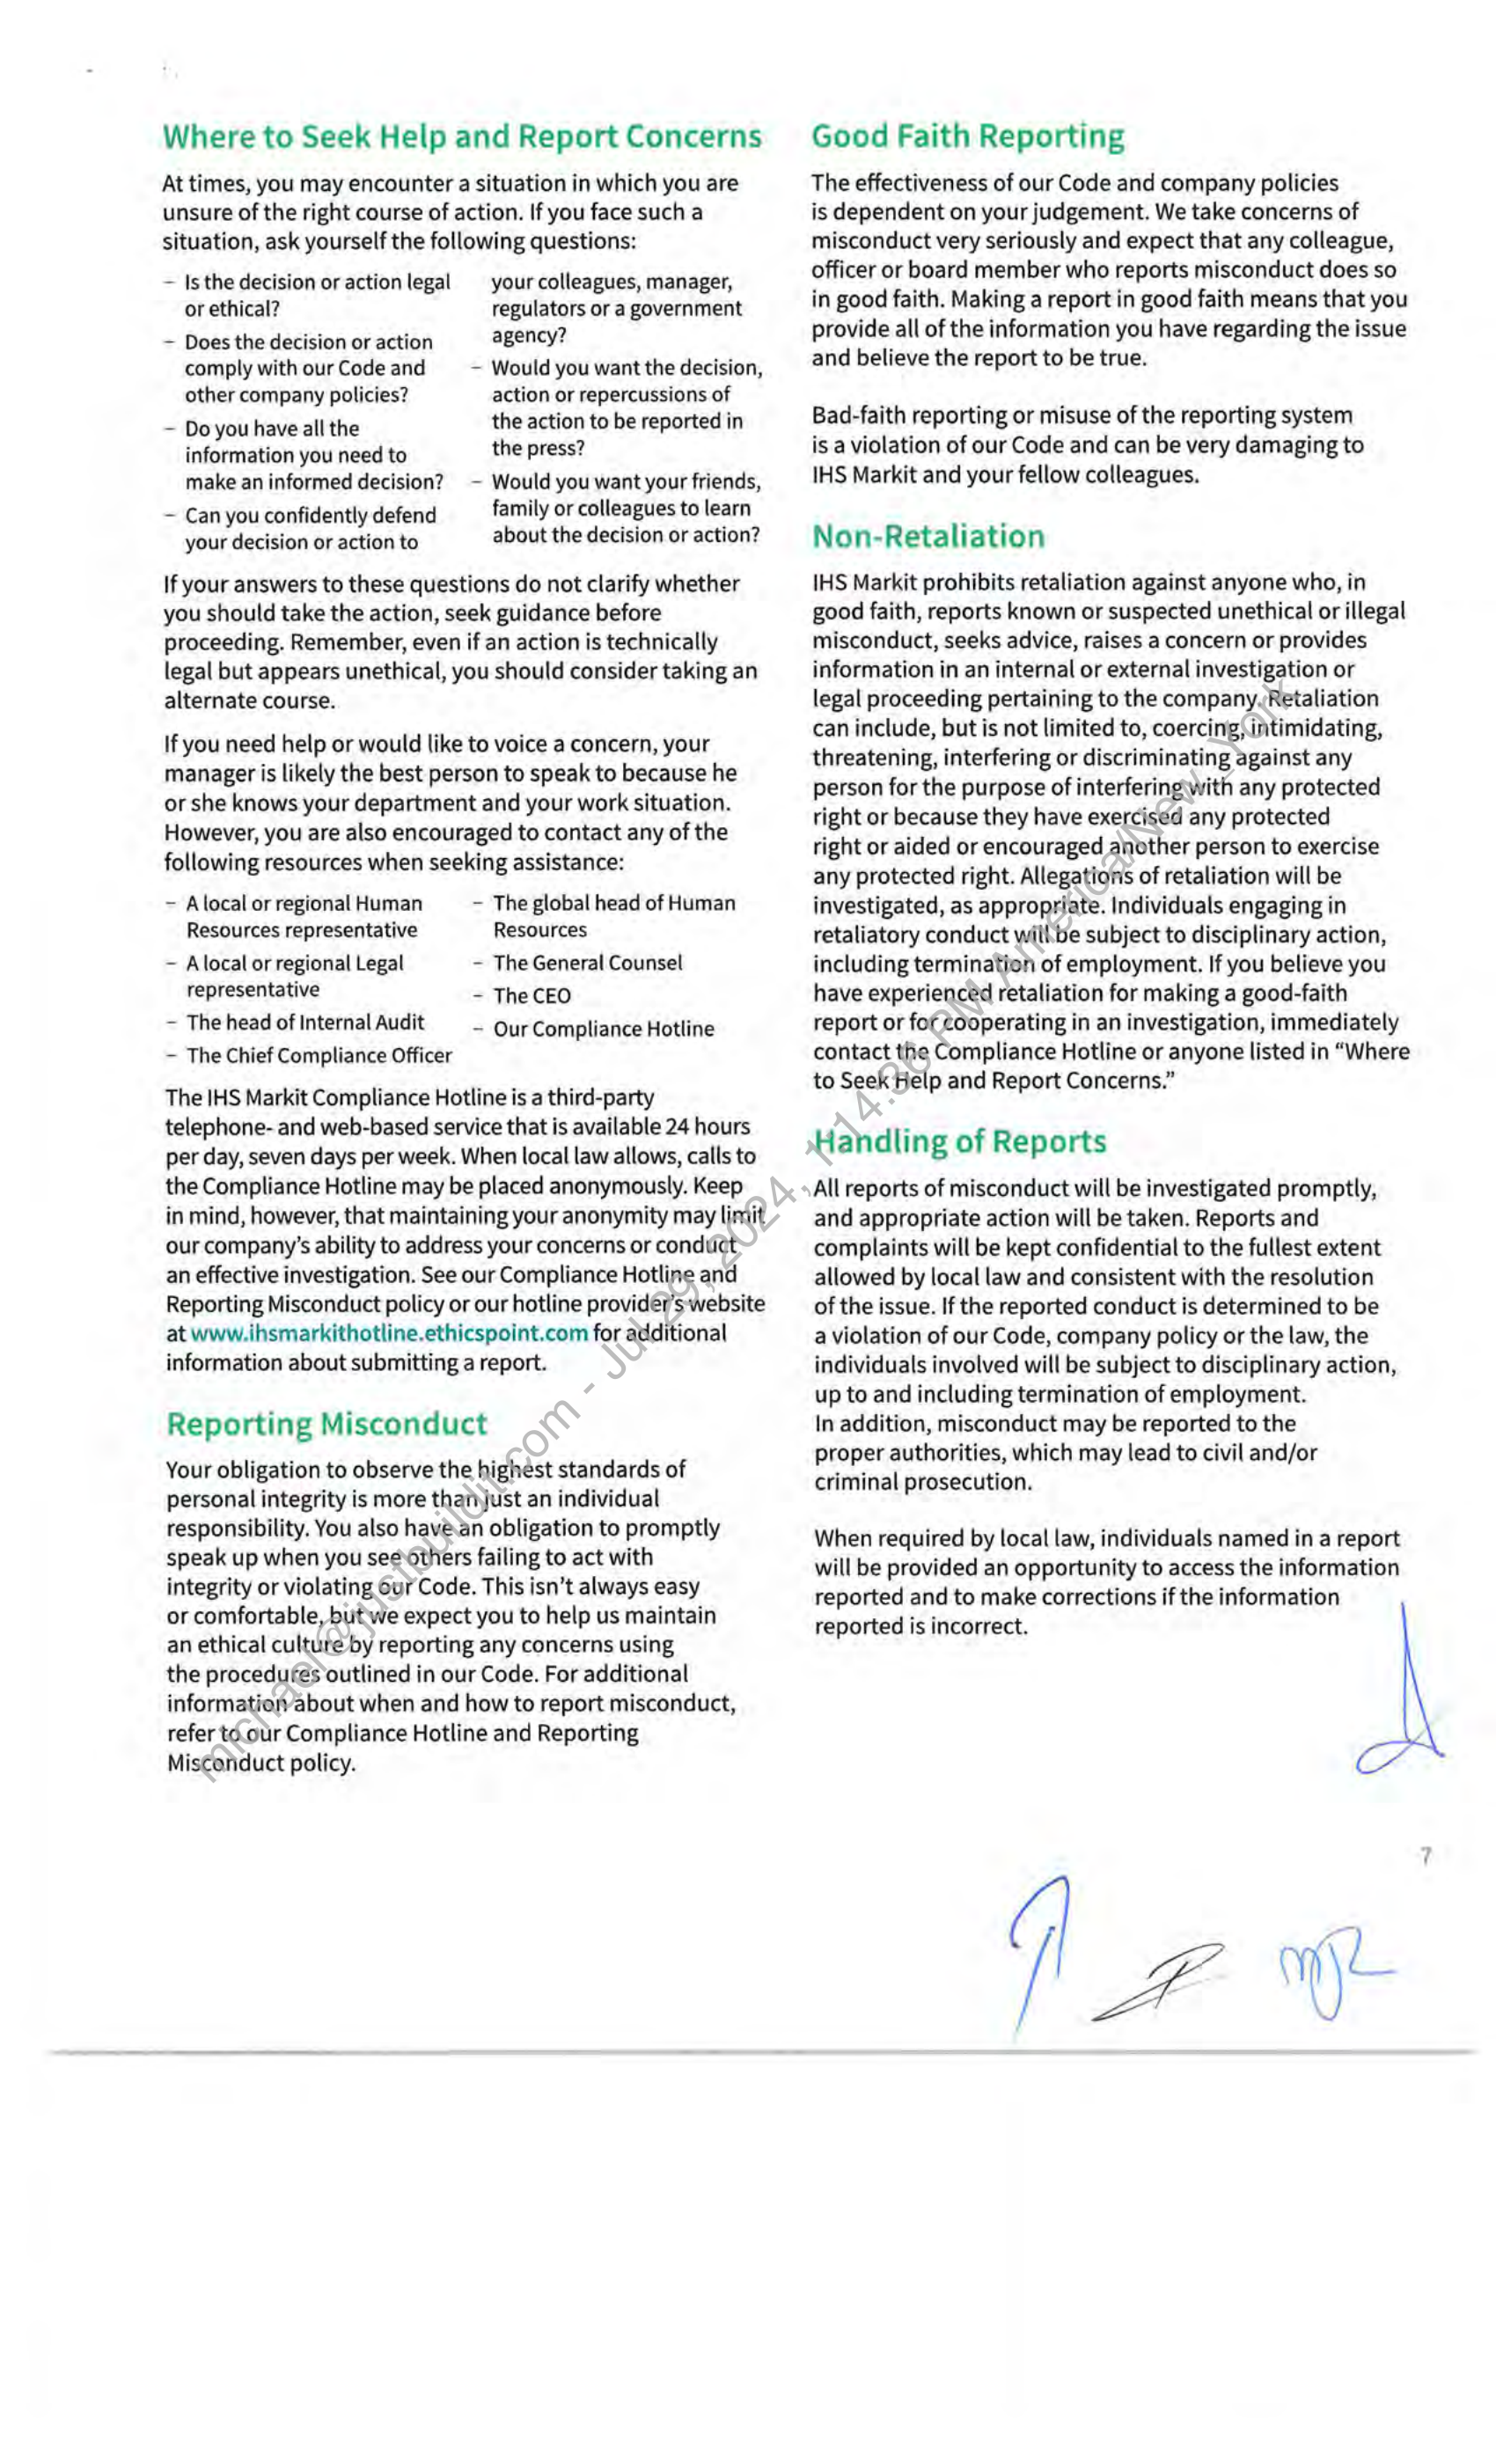 Where to Seek Help and Report Concerns
At times, you may encounter a situation in which you are
unsure of the right course of action. If you face such a
situation, ask yourself the following questions:
– Is the decision or action legal
or ethical?
– Does the decision or action
comply with our Code and
other company policies?
– Do you have all the
information you need to
make an informed decision?
– Can you confidently defend
your decision or action to
your colleagues, manager,
regulators or a government
agency?
– Would you want the decision,
action or repercussions of
the action to be reported in
the press?
– Would you want your friends,
family or colleagues to learn
about the decision or action?
If your answers to these questions do not clarify whether
you should take the action, seek guidance before
proceeding. Remember, even if an action is technically
legal but appears unethical, you should consider taking an
alternate course.
If you need help or would like to voice a concern, your
manager is likely the best person to speak to because he
or she knows your department and your work situation.
However, you are also encouraged to contact any of the
following resources when seeking assistance:
– A local or regional Human
Resources representative
– A local or regional Legal
representative
– The head of Internal Audit
– The Chief Compliance Officer
– The global head of Human
Resources
– The General Counsel
– The CEO
– Our Compliance Hotline
The IHS Markit Compliance Hotline is a third-party
telephone- and web-based service that is available 24 hours
per day, seven days per week. When local law allows, calls to
the Compliance Hotline may be placed anonymously. Keep
in mind, however, that maintaining your anonymity may limit
our company's ability to address your concerns or conduct
an effective investigation. See our Compliance Hotline and
Reporting Misconduct policy or our hotline provider's website
at www.ihsmarkithotline.ethicspoint.com for additional
information about submitting a report.
Reporting Misconduct
Your obligation to observe the highest standards of
personal integrity is more than just an individual
responsibility. You also have an obligation to promptly
speak up when you see others failing to act with
integrity or violating our Code. This isn't always easy
or comfortable, but we expect you to help us maintain
an ethical culture by reporting any concerns using
the procedures outlined in our Code. For additional
information about when and how to report misconduct,
refer to our Compliance Hotline and Reporting
Misconduct policy.
Good Faith Reporting
The effectiveness of our Code and company policies
is dependent on your judgement. We take concerns of
misconduct very seriously and expect that any colleague,
officer or board member who reports misconduct does so
in good faith. Making a report in good faith means that you
provide all of the information you have regarding the issue
and believe the report to be true.
Bad-faith reporting or misuse of the reporting system
is a violation of our Code and can be very damaging to
IHS Markit and your fellow colleagues.
Non-Retaliation
IHS Markit prohibits retaliation against anyone who, in
good faith, reports known or suspected unethical or illegal
misconduct, seeks advice, raises a concern or provides
information in an internal or external investigation or
legal proceeding pertaining to the company. Retaliation
can include, but is not limited to, coercing, intimidating,
threatening, interfering or discriminating against any
person for the purpose of interfering with any protected
right or because they have exercised any protected
right or aided or encouraged another person to exercise
any protected right. Allegations of retaliation will be
investigated, as appropriate. Individuals engaging in
retaliatory conduct will be subject to disciplinary action,
including termination of employment. If you believe you
have experienced retaliation for making a good-faith
report or for cooperating in an investigation, immediately
contact the Compliance Hotline or anyone listed in “Where
to Seek Help and Report Concerns.”
Handling of Reports
All reports of misconduct will be investigated promptly,
and appropriate action will be taken. Reports and
complaints will be kept confidential to the fullest extent
allowed by local law and consistent with the resolution
of the issue. If the reported conduct is determined to be
a violation of our Code, company policy or the law, the
individuals involved will be subject to disciplinary action,
up to and including termination of employment.
In addition, misconduct may be reported to the
proper authorities, which may lead to civil and/or
criminal prosecution.
When required by local law, individuals named in a report
will be provided an opportunity to access the information
reported and to make corrections if the information
reported is incorrect.
7
michael@justbuildit.com - Jul 29, 2024, 1:14:36 PM America/New_York